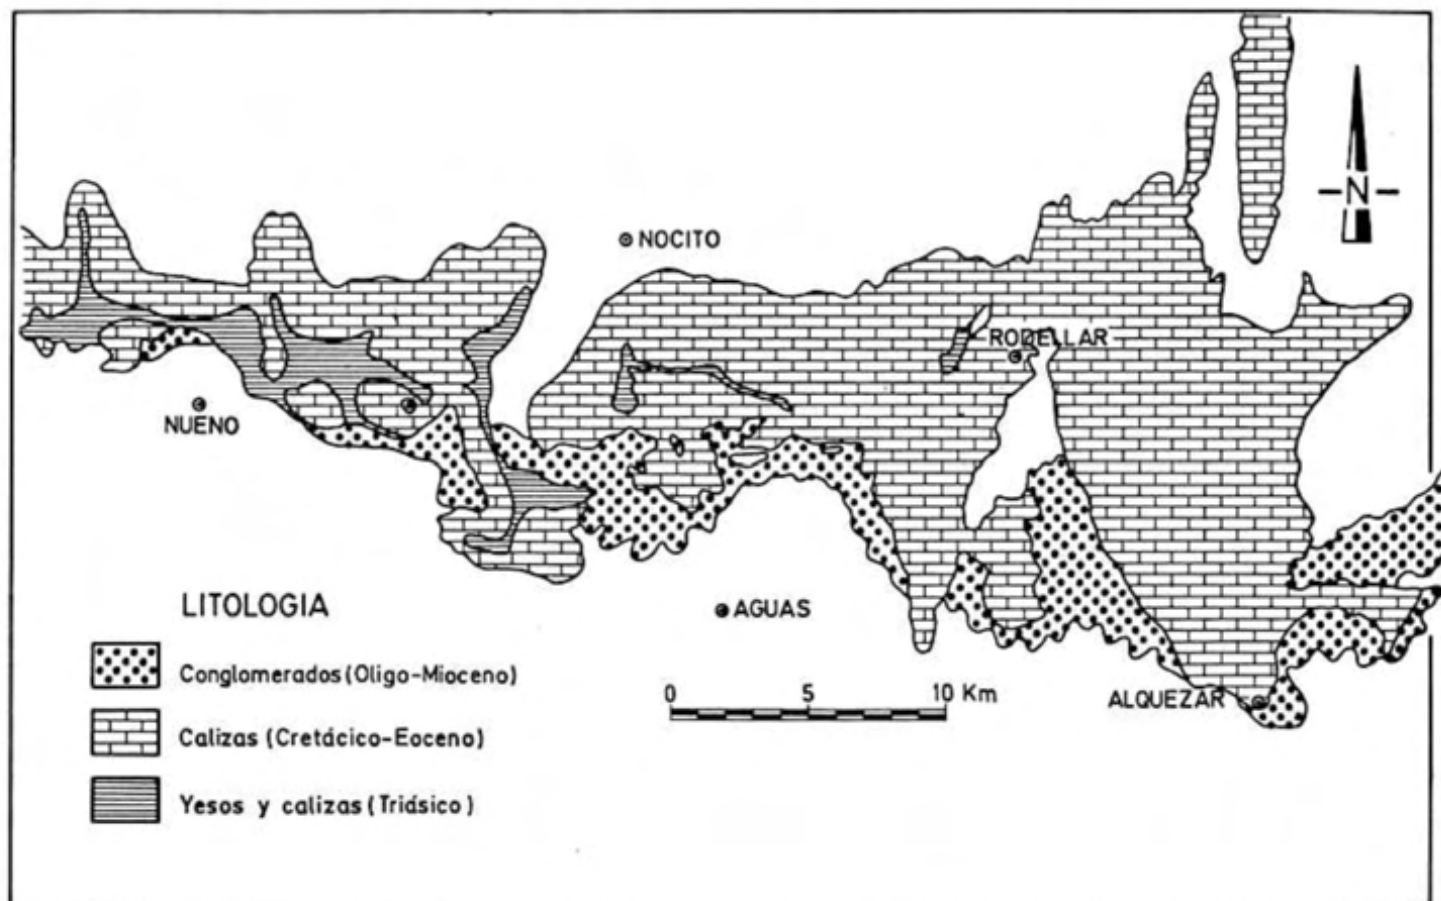 N
NOCITO
RODELLAR
NUENO
AGUAS
ALQUEZAR
LITOLOGIA
Conglomerados (Oligo-Mioceno)
Calizas (Cretácico-Eoceno)
Yesos y calizas (Triásico)
0 5 10 Km